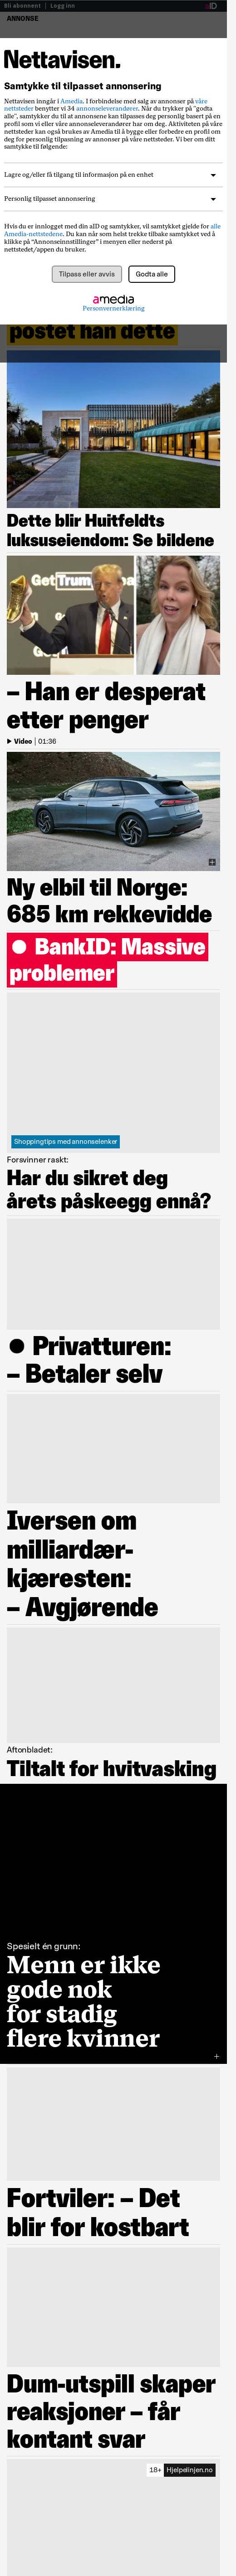 Bli abonnent | Logg inn
aID
ANNONSE
Nettavisen.
Samtykke til tilpasset annonsering
Nettavisen inngår i Amedia. I forbindelse med salg av annonser på våre
nettsteder benytter vi 34 annonseleverandører. Når du trykker på "godta
alle", samtykker du til at annonsene kan tilpasses deg personlig basert på en
profil som vi eller våre annonseleverandører har om deg. Aktiviteten din på våre
nettsteder kan også brukes av Amedia til å bygge eller forbedre en profil om
deg for personlig tilpasning av annonser på våre nettsteder. Vi ber om ditt
samtykke til følgende:
Lagre og/eller få tilgang til informasjon på en enhet
Personlig tilpasset annonsering
Hvis du er innlogget med din aID og samtykker, vil samtykket gjelde for alle
Amedia-nettstedene. Du kan når som helst trekke tilbake samtykket ved å
klikke på “Annonseinnstillinger” i menyen eller nederst på
nettstedet/appen du bruker.
Tilpass eller avvis
Godta alle
amedia
Personvernerklæring
postet han dette
Dette blir Huitfeldts
luksuseiendom: Se bildene
– Han er desperat
etter penger
Video | 01:36
Ny elbil til Norge:
685 km rekkevidde
BankID: Massive
problemer
Shoppingtips med annonselenker
Forsvinner raskt:
Har du sikret deg
årets påskeegg ennå?
Privatturen:
– Betaler selv
Iversen om
milliardær-
kjæresten:
– Avgjørende
Aftonbladet:
Tiltalt for hvitvasking
Spesielt én grunn:
Menn er ikke
gode nok
for stadig
flere kvinner
Fortviler: – Det
blir for kostbart
Dum-utspill skaper
reaksjoner – får
kontant svar
18+ Hjelpelinjen.no